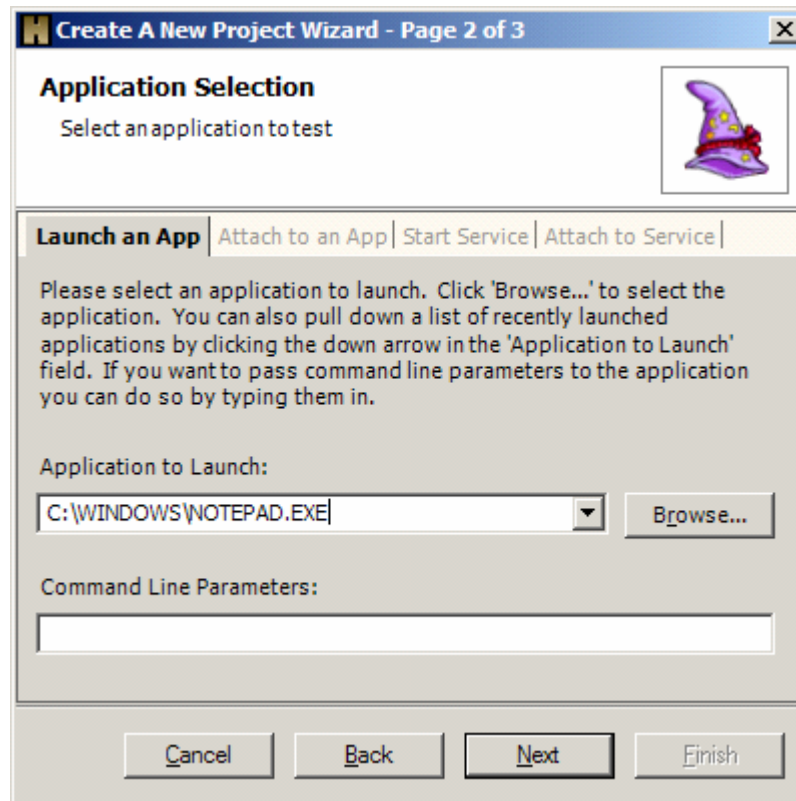 Create A New Project Wizard - Page 2 of 3
Application Selection
Select an application to test
Launch an App Attach to an App Start Service Attach to Service
Please select an application to launch. Click 'Browse...' to select the
application. You can also pull down a list of recently launched
applications by clicking the down arrow in the 'Application to Launch'
field. If you want to pass command line parameters to the application
you can do so by typing them in.
Application to Launch:
C:\WINDOWS\NOTEPAD.EXE Browse...
Command Line Parameters:
Cancel Back Next Finish